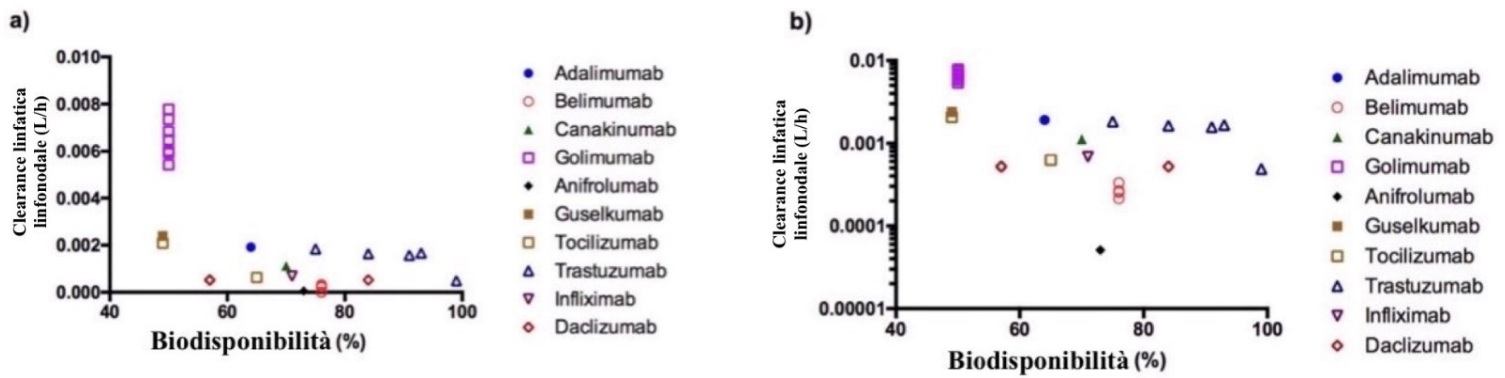 a)
Clearance linfatica
linfonodale (L/h)
0.010
0.008
0.006
0.004
0.002
0.000
40
60
80
100
Biodisponibilità (%)
Adalimumab
Belimumab
Canakinumab
Golimumab
Anifrolumab
Guselkumab
Tocilizumab
Trastuzumab
Infliximab
Daclizumab
b)
Clearance linfatica
linfonodale (L/h)
0.01
0.001
0.0001
0.00001
40
60
80
100
Biodisponibilità (%)
Adalimumab
Belimumab
Canakinumab
Golimumab
Anifrolumab
Guselkumab
Tocilizumab
Trastuzumab
Infliximab
Daclizumab